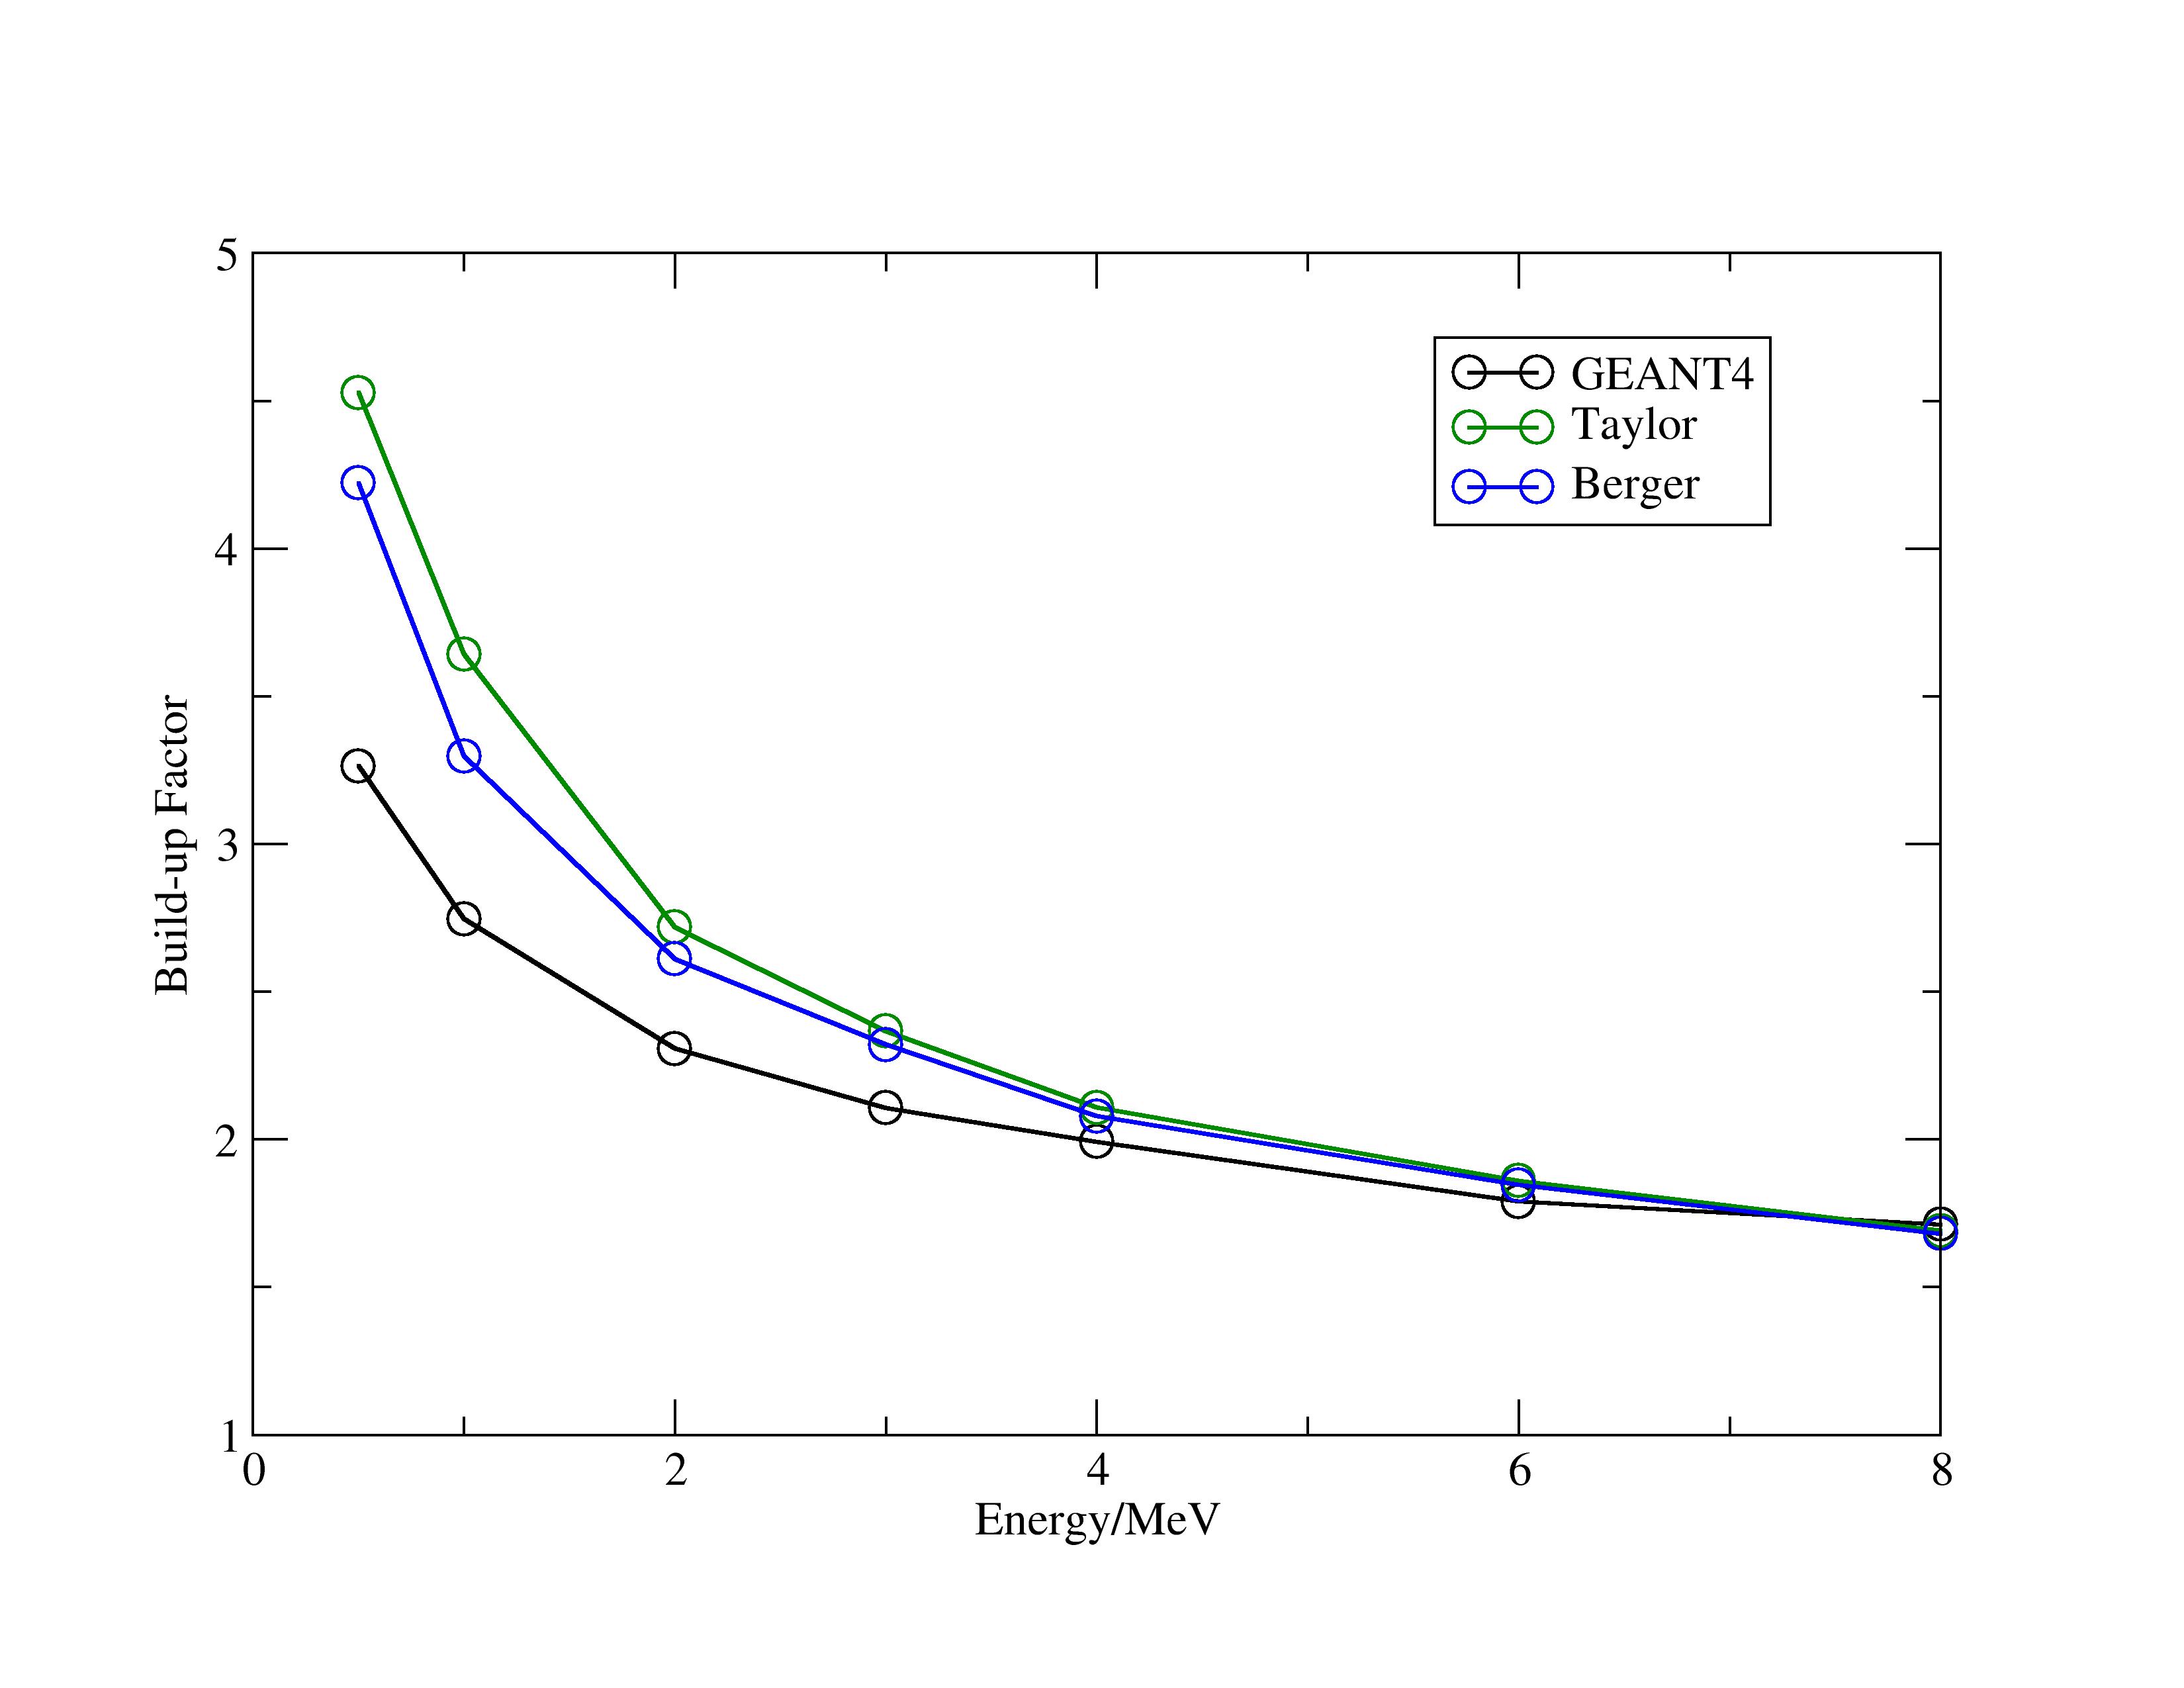 5
4
3
2
1
Build-up Factor
0 2 4 6 8
Energy/MeV
GEANT4
Taylor
Berger